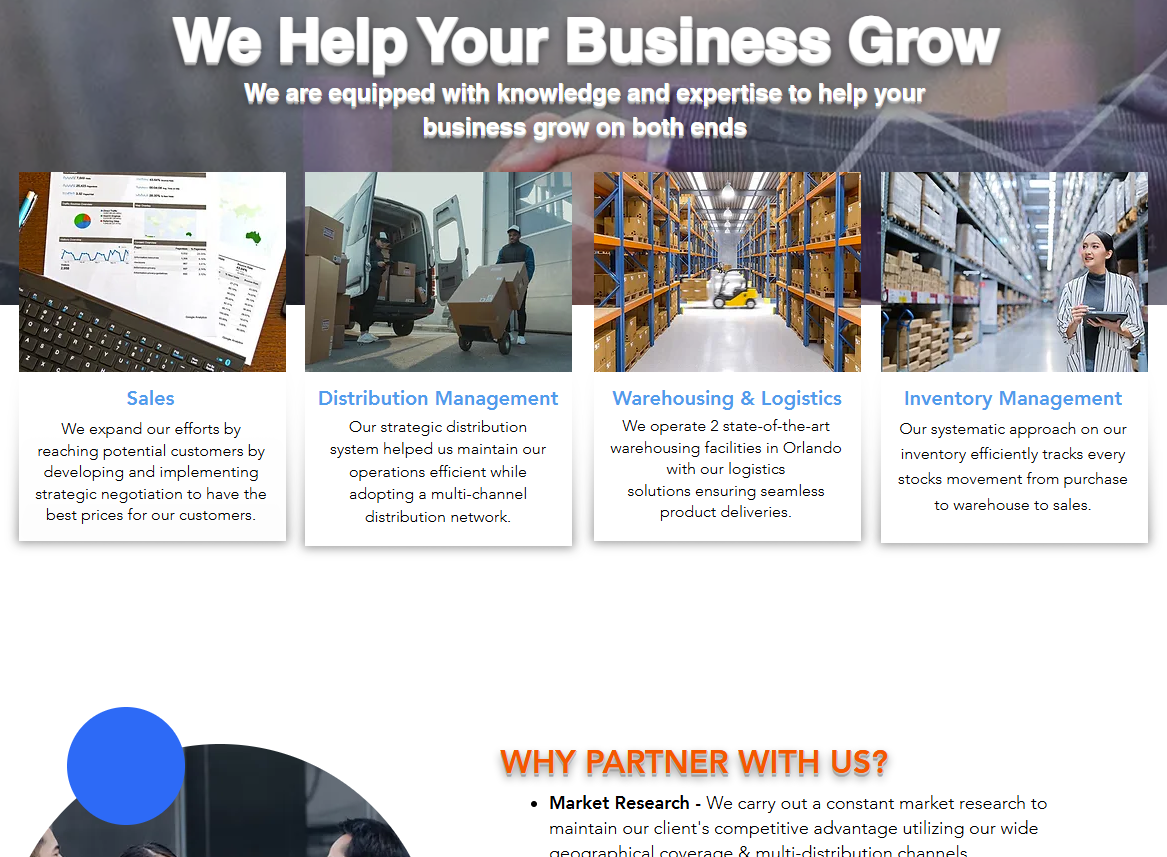 We Help Your Business Grow
We are equipped with knowledge and expertise to help your
business grow on both ends
Sales
We expand our efforts by
reaching potential customers by
developing and implementing
strategic negotiation to have the
best prices for our customers.
Distribution Management
Our strategic distribution
system helped us maintain our
operations efficient while
adopting a multi-channel
distribution network.
Warehousing & Logistics
We operate 2 state-of-the-art
warehousing facilities in Orlando
with our logistics
solutions ensuring seamless
product deliveries.
Inventory Management
Our systematic approach on our
inventory efficiently tracks every
stocks movement from purchase
to warehouse to sales.
WHY PARTNER WITH US?
• Market Research - We carry out a constant market research to
maintain our client's competitive advantage utilizing our wide
geographical coverage & multi-distribution channels